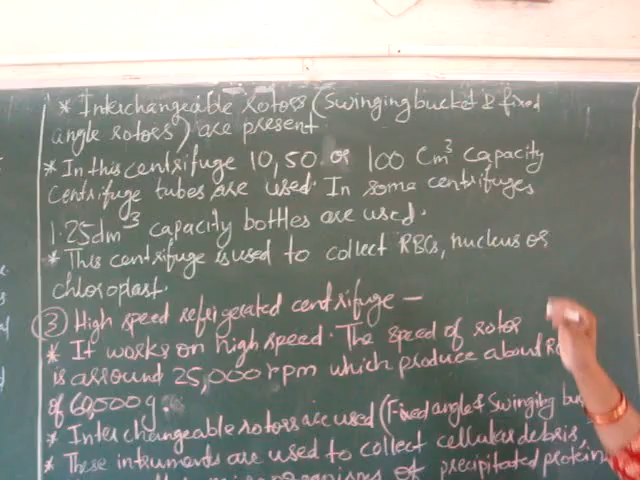 * Interchangeable rotors (Swinging bucket & fixed
angle rotors) are present
* In this centrifuge 10, 50 or 100 Cm³ capacity
centrifuge tubes are used. In some centrifuges
1.25dm³ capacity bottles are used.
* This centrifuge is used to collect RBCs, nucleus or
chloroplast.
③ High speed refrigerated centrifuge —
* It works on high speed. The speed of rotor
is arround 25,000 rpm which produce about
of 60,000 g.
* Interchangeable rotors are used (Fixed angle & Swinging
* These intruments are used to collect cellular debris,
of precipitated protein